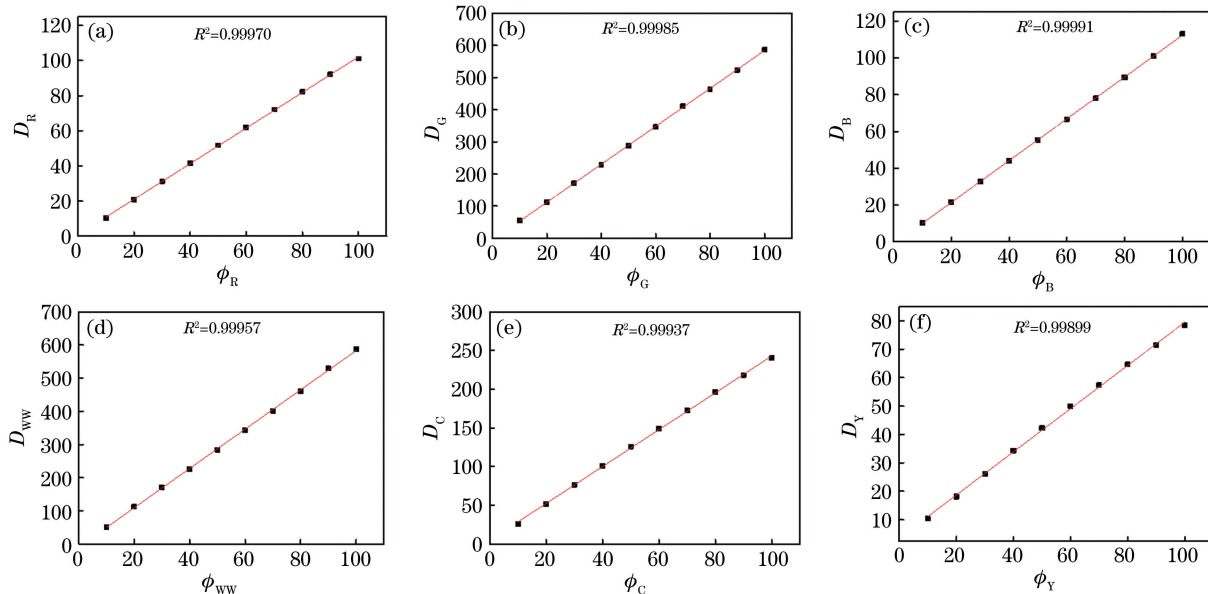 (a)
R²=0.99970
D_R
120
100
80
60
40
20
0
0 20 40 60 80 100
ϕ_R
(b)
R²=0.99985
D_G
700
600
500
400
300
200
100
0
0 20 40 60 80 100
ϕ_G
(c)
R²=0.99991
D_B
120
100
80
60
40
20
0
0 20 40 60 80 100
ϕ_B
(d)
R²=0.99957
D_WW
700
600
500
400
300
200
100
0
0 20 40 60 80 100
ϕ_WW
(e)
R²=0.99937
D_C
300
250
200
150
100
50
0
0 20 40 60 80 100
ϕ_C
(f)
R²=0.99899
D_Y
80
70
60
50
40
30
20
10
0 20 40 60 80 100
ϕ_Y